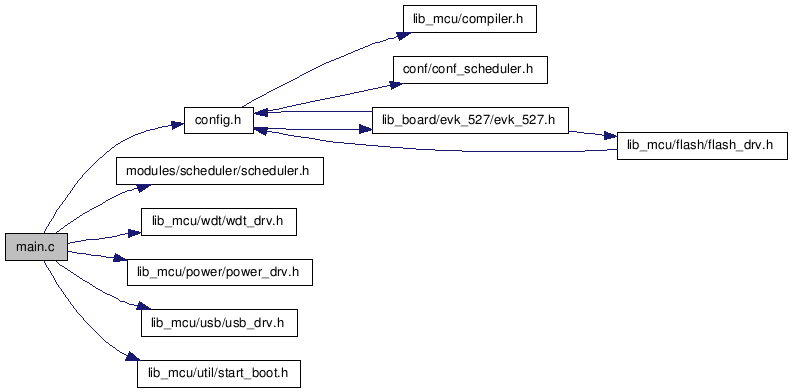 lib_mcu/compiler.h
conf/conf_scheduler.h
config.h
lib_board/evk_527/evk_527.h
lib_mcu/flash/flash_drv.h
modules/scheduler/scheduler.h
lib_mcu/wdt/wdt_drv.h
main.c
lib_mcu/power/power_drv.h
lib_mcu/usb/usb_drv.h
lib_mcu/util/start_boot.h